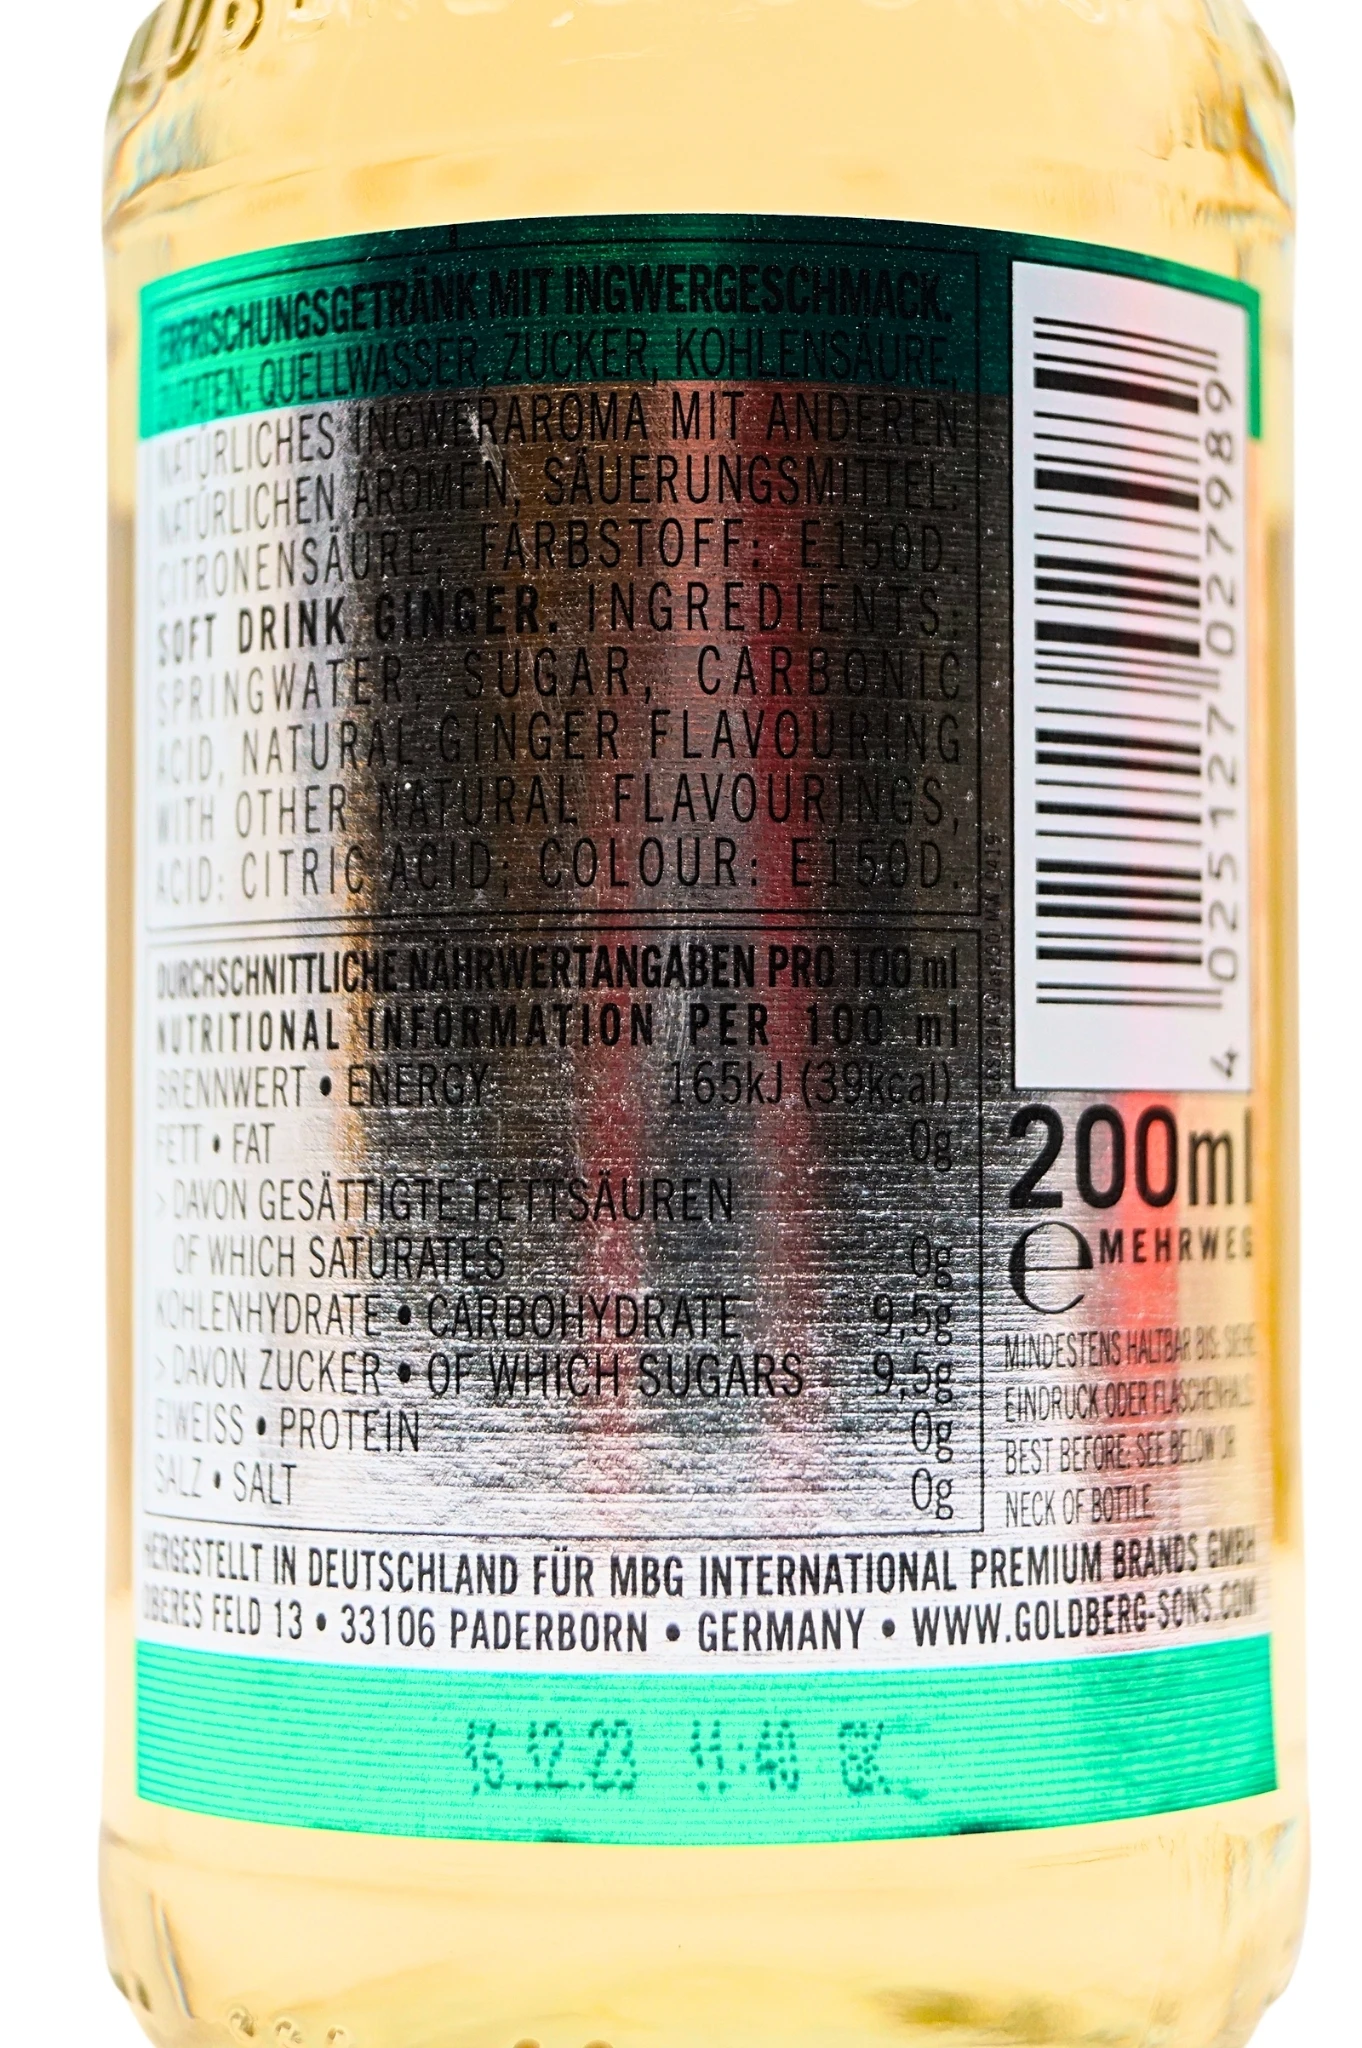 ERFRISCHUNGSGETRÄNK MIT INGWERGESCHMACK.
ZUTATEN: QUELLWASSER, ZUCKER, KOHLENSÄURE,
NATÜRLICHES INGWERAROMA MIT ANDEREN
NATÜRLICHEN AROMEN, SÄUERUNGSMITTEL:
CITRONENSÄURE; FARBSTOFF: E150D.
SOFT DRINK GINGER. INGREDIENTS:
SPRINGWATER, SUGAR, CARBONIC
ACID, NATURAL GINGER FLAVOURING
WITH OTHER NATURAL FLAVOURINGS,
ACID: CITRIC ACID; COLOUR: E150D.
DURCHSCHNITTLICHE NÄHRWERTANGABEN PRO 100 ml
NUTRITIONAL INFORMATION PER 100 ml
BRENNWERT • ENERGY 165kJ (39kcal)
FETT • FAT 0g
> DAVON GESÄTTIGTE FETTSÄUREN
OF WHICH SATURATES 0g
KOHLENHYDRATE • CARBOHYDRATE 9,5g
> DAVON ZUCKER • OF WHICH SUGARS 9,5g
EIWEISS • PROTEIN 0g
SALZ • SALT 0g
4 025127 027989
200ml
e MEHRWEG
MINDESTENS HALTBAR BIS: SIEHE
EINDRUCK ODER FLASCHENHALS
BEST BEFORE: SEE BELOW OR
NECK OF BOTTLE
HERGESTELLT IN DEUTSCHLAND FÜR MBG INTERNATIONAL PREMIUM BRANDS GMBH
OBERES FELD 13 • 33106 PADERBORN • GERMANY • WWW.GOLDBERG-SONS.COM
15.12.23 11:40 GK